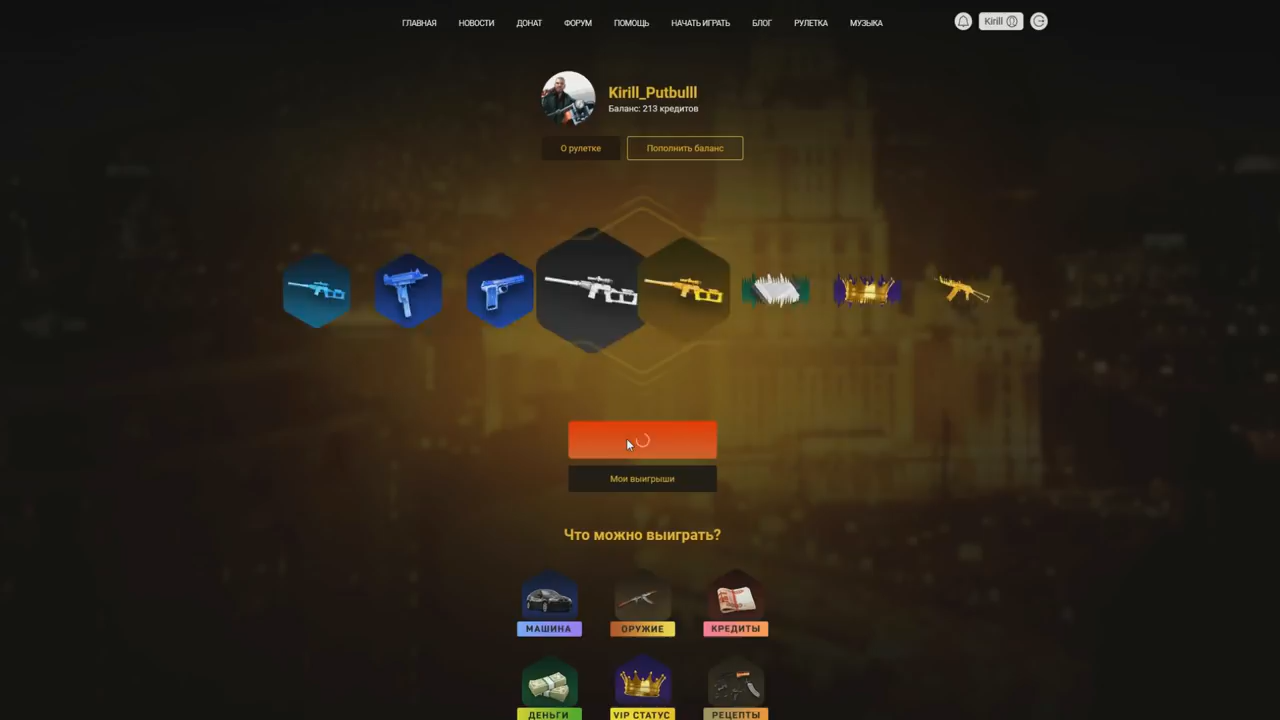 ГЛАВНАЯ НОВОСТИ ДОНАТ ФОРУМ ПОМОЩЬ НАЧАТЬ ИГРАТЬ БЛОГ РУЛЕТКА МУЗЫКА Kirill
Kirill_Putbulll
Баланс: 213 кредитов
О рулетке Пополнить баланс
Мои выигрыши
Что можно выиграть?
МАШИНА ОРУЖИЕ КРЕДИТЫ
ДЕНЬГИ VIP СТАТУС РЕЦЕПТЫ